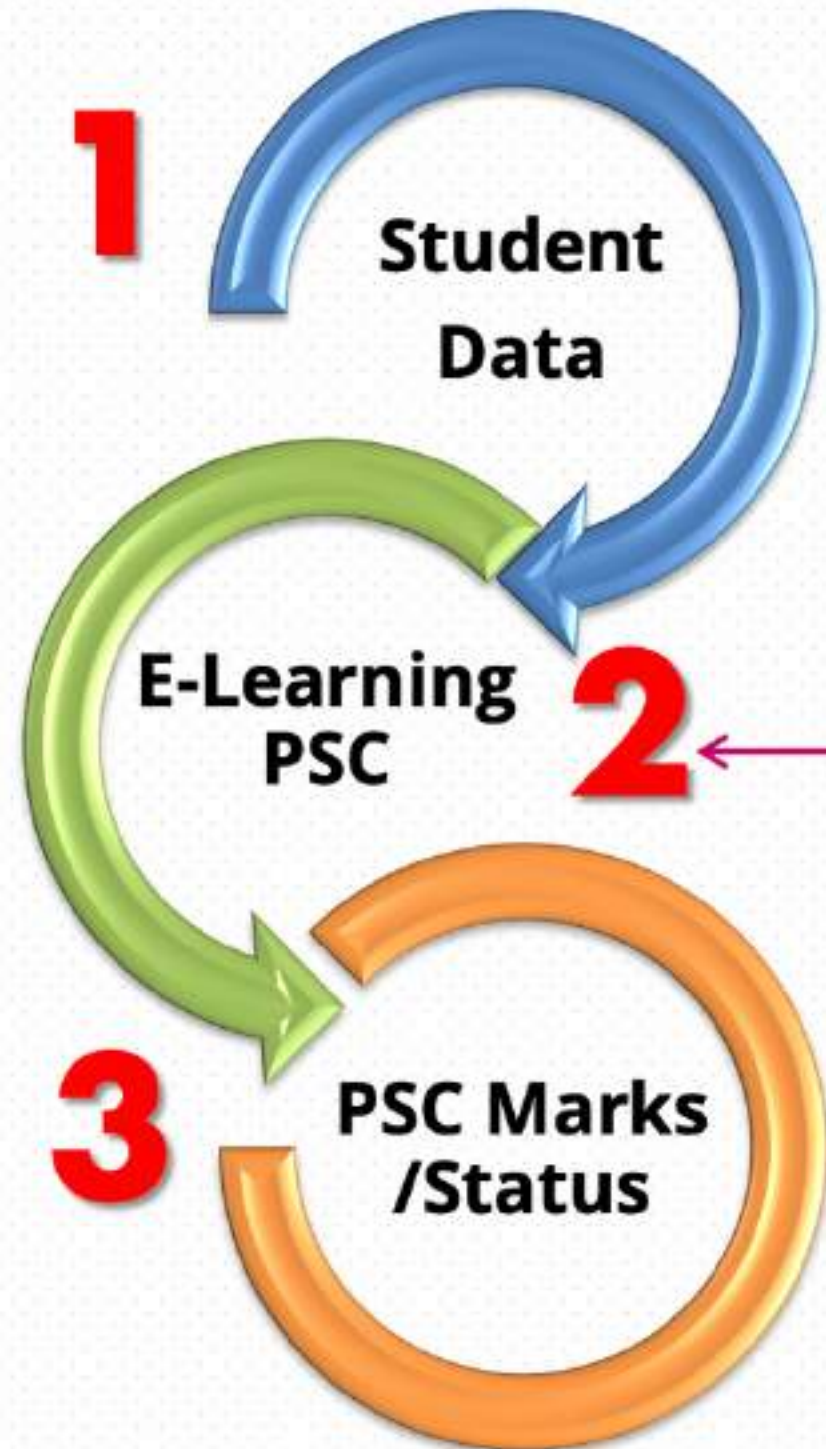 1
Student
Data
E-Learning
PSC
2
3
PSC Marks
/Status